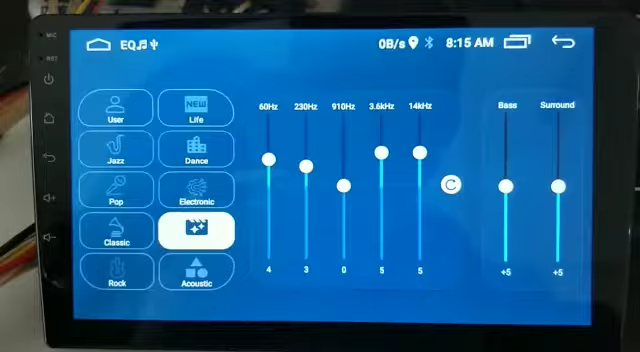 MIC
RST
EQ
0B/s
8:15 AM
User
NEW
Life
Jazz
Dance
Pop
Electronic
Classic
Rock
Acoustic
60Hz 230Hz 910Hz 3.6kHz 14kHz
4 3 0 5 5
Bass Surround
+5 +5